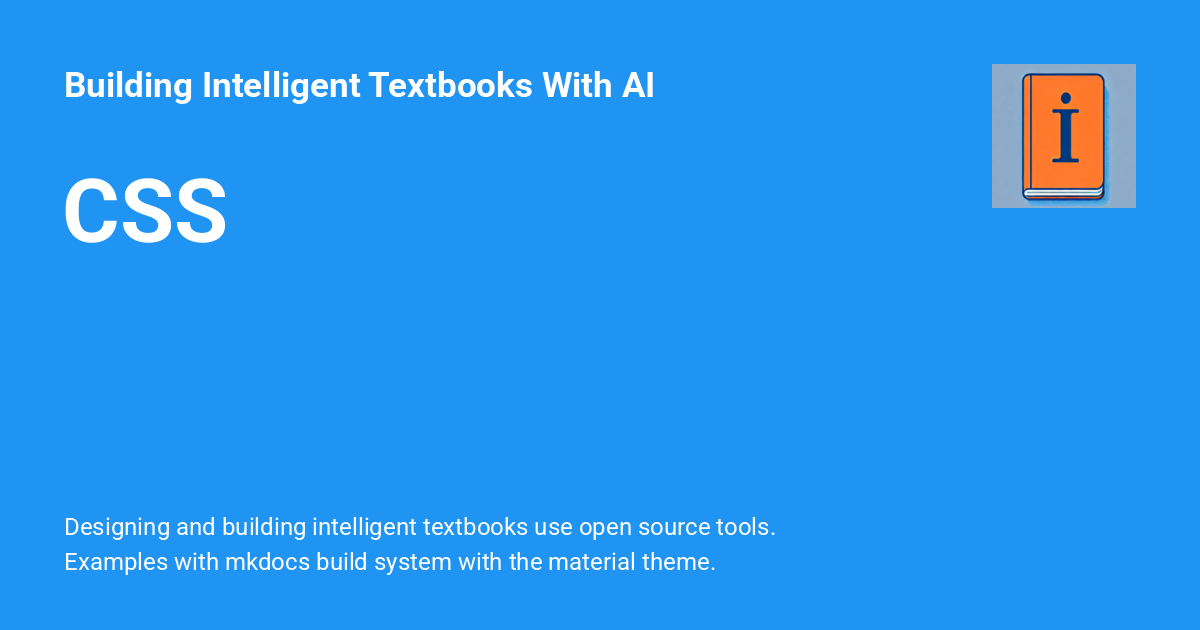 Building Intelligent Textbooks With AI
i
CSS
Designing and building intelligent textbooks use open source tools.
Examples with mkdocs build system with the material theme.